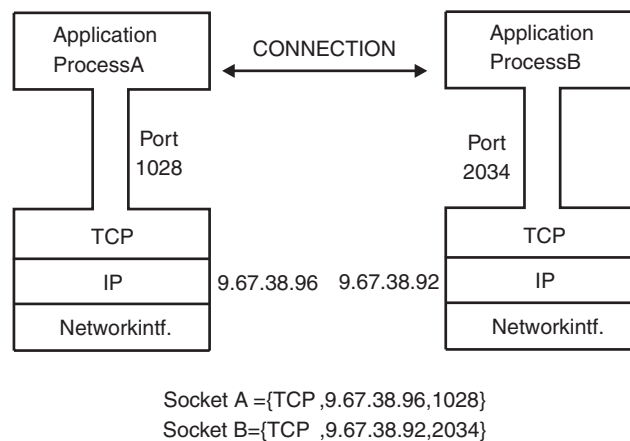 Application
ProcessA
CONNECTION
Application
ProcessB
Port
1028
Port
2034
TCP
TCP
IP
9.67.38.96
9.67.38.92
IP
Networkintf.
Networkintf.
Socket A ={TCP ,9.67.38.96,1028}
Socket B={TCP ,9.67.38.92,2034}